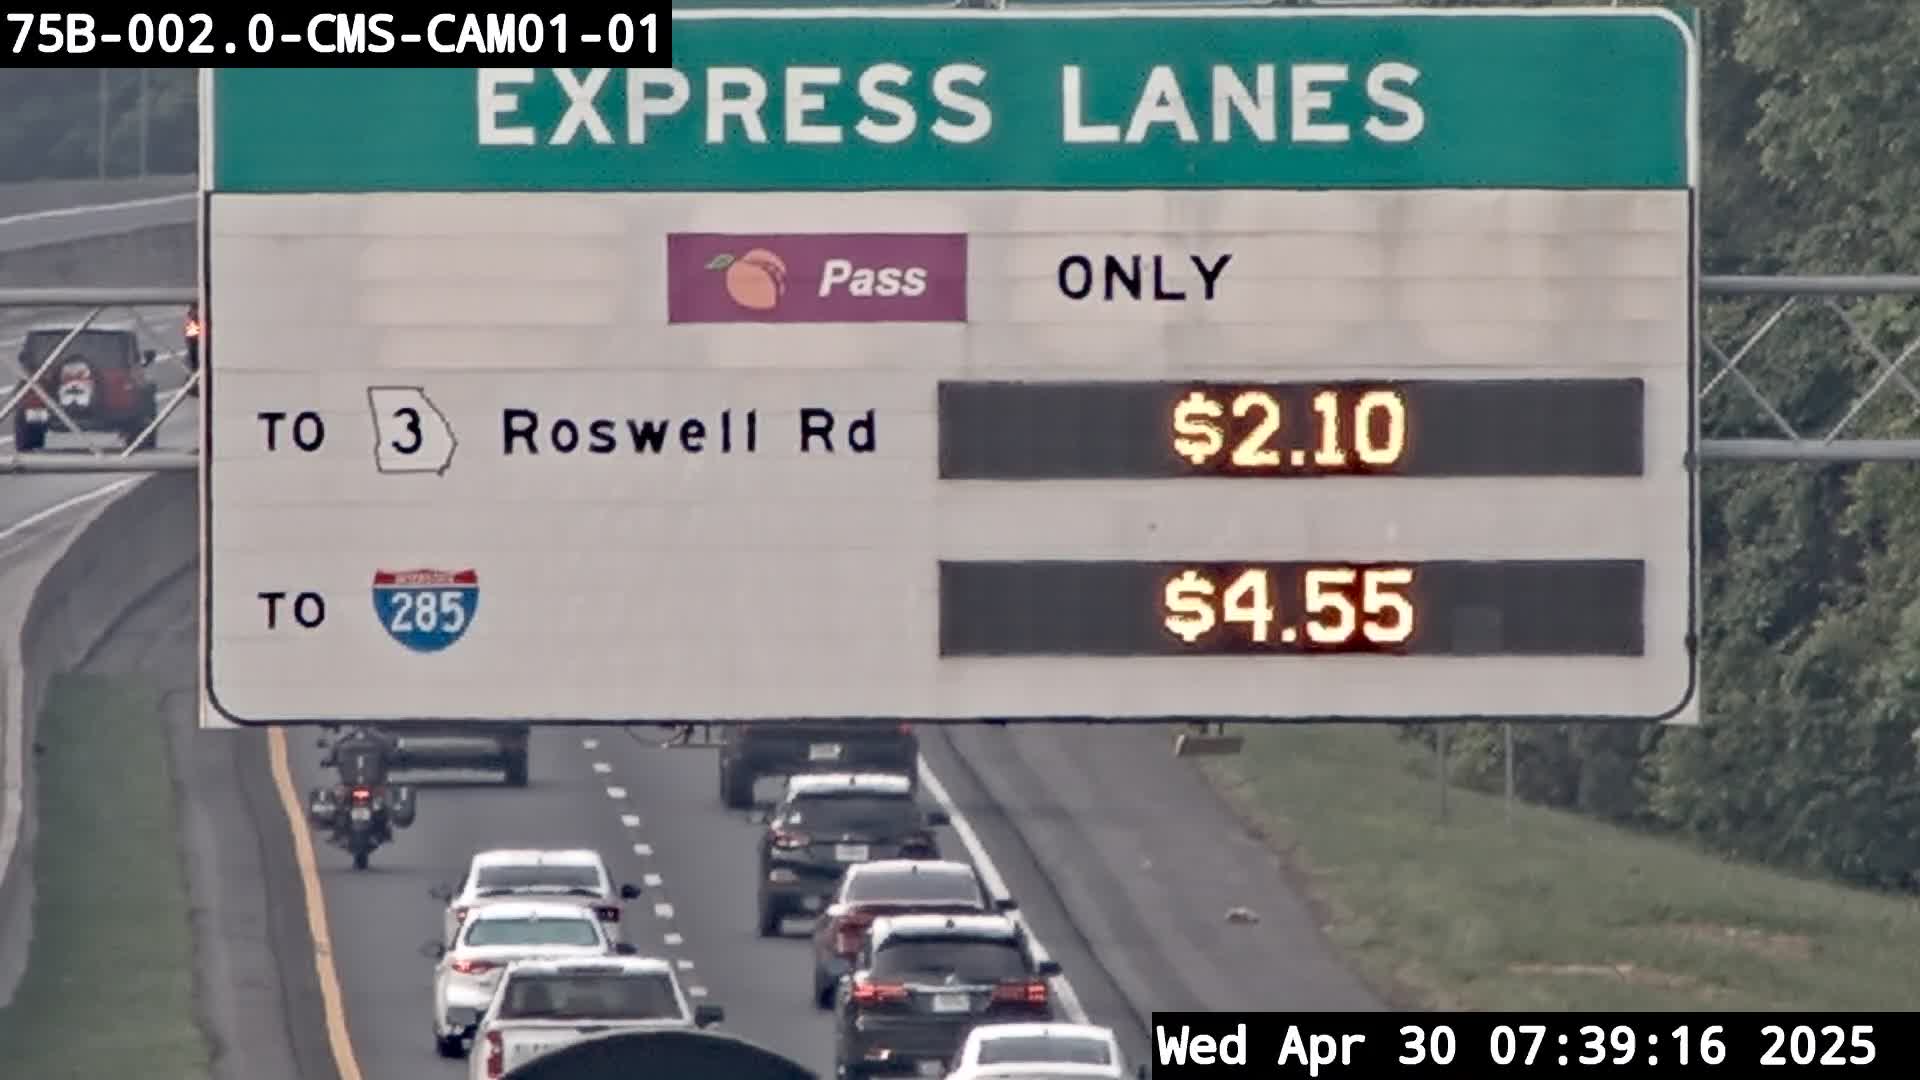 75B-002.0-CMS-CAM01-01
EXPRESS LANES
Pass ONLY
TO 3 Roswell Rd $2.10
INTERSTATE
TO 285 $4.55
Wed Apr 30 07:39:16 2025